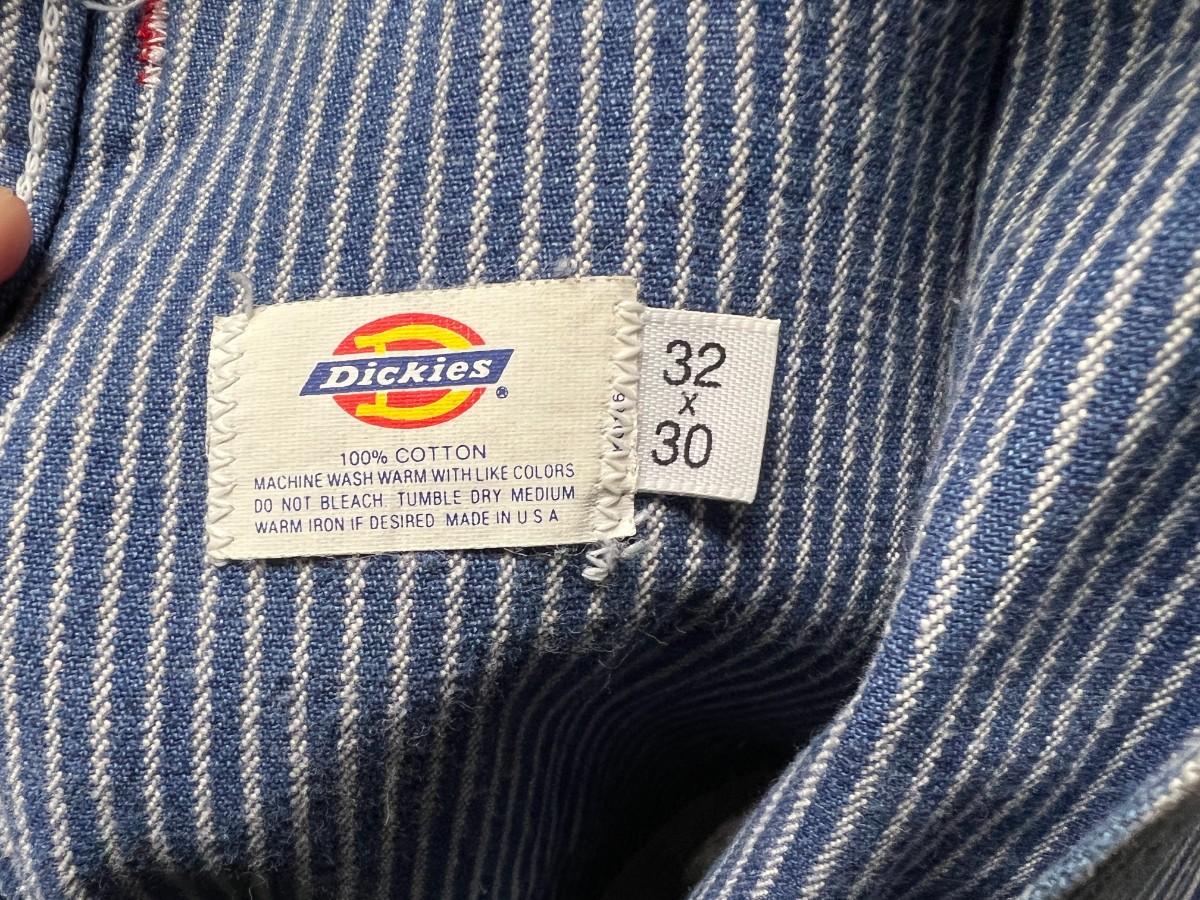 Dickies®
100% COTTON
MACHINE WASH WARM WITH LIKE COLORS
DO NOT BLEACH TUMBLE DRY MEDIUM
WARM IRON IF DESIRED MADE IN U S A
32
x
30